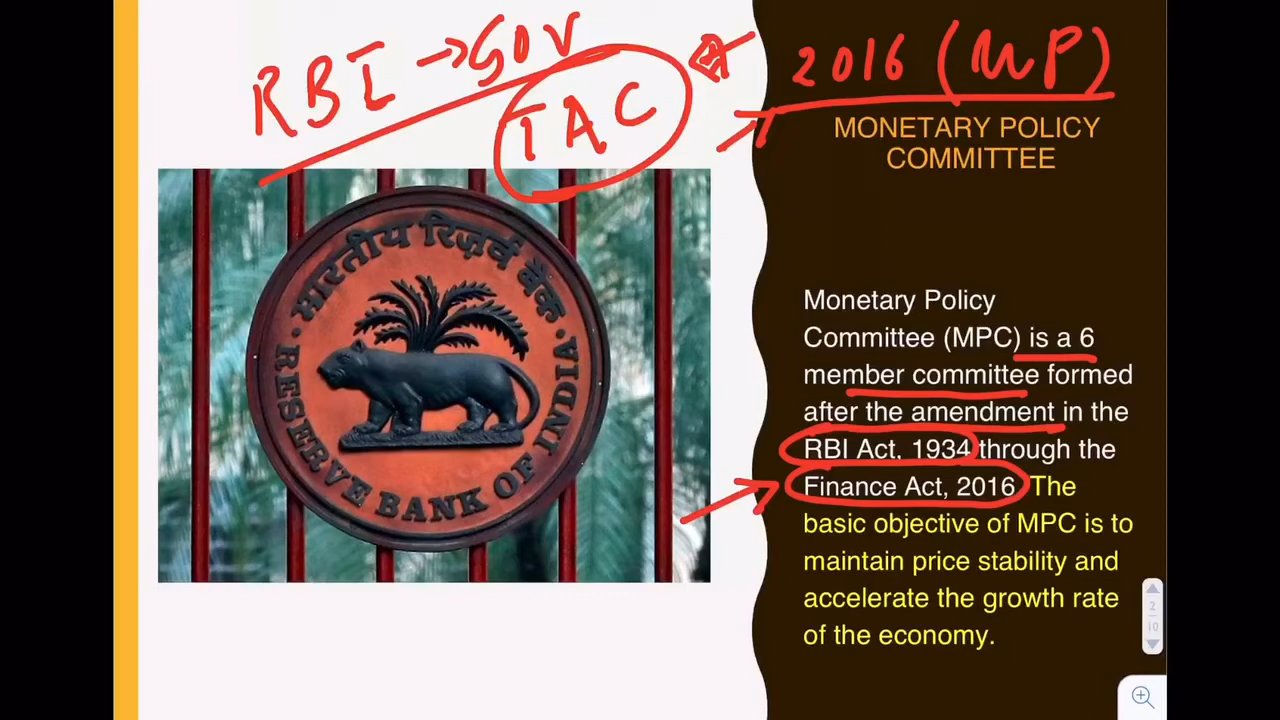 RBI → GOV
TAC
2016 (MP)
MONETARY POLICY
COMMITTEE
भारतीय रिज़र्व बैंक
RESERVE BANK OF INDIA
Monetary Policy
Committee (MPC) is a 6
member committee formed
after the amendment in the
RBI Act, 1934 through the
Finance Act, 2016 The
basic objective of MPC is to
maintain price stability and
accelerate the growth rate
of the economy.
2
10